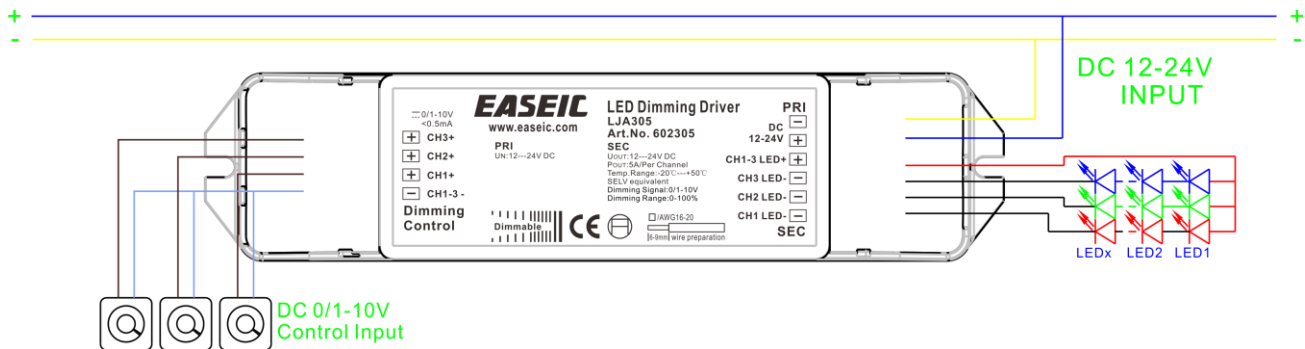 + +
- -
DC 12-24V
INPUT
⎓0/1-10V
<0.5mA
+ CH3+
+ CH2+
+ CH1+
- CH1-3 -
Dimming
Control
EASEIC
www.easeic.com
PRI
UN:12---24V DC
Dimmable
CE
LED Dimming Driver
LJA305
Art.No. 602305
SEC
UOUT:12---24V DC
POUT:5A/Per Channel
Temp.Range:-20℃---+50℃
SELV equivalent
Dimming Signal:0/1-10V
Dimming Range:0-100%
/AWG16-20
6-9mm wire preparation
PRI
DC -
12-24V +
CH1-3 LED+ +
CH3 LED- -
CH2 LED- -
CH1 LED- -
SEC
LEDx LED2 LED1
DC 0/1-10V
Control Input